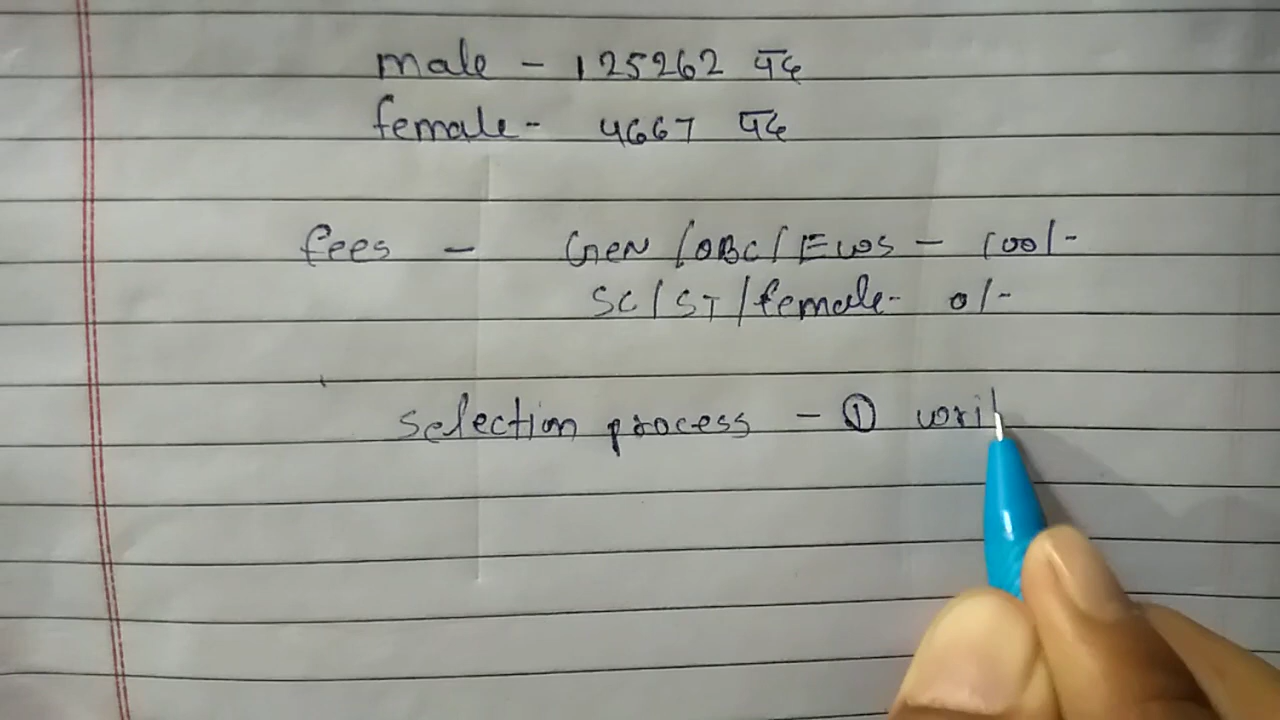 male - 125262 पद
female - 4667 पद
fees - Gen/OBC/Ews - 100/-
SC/ST/female - 0/-
selection process - ① writ